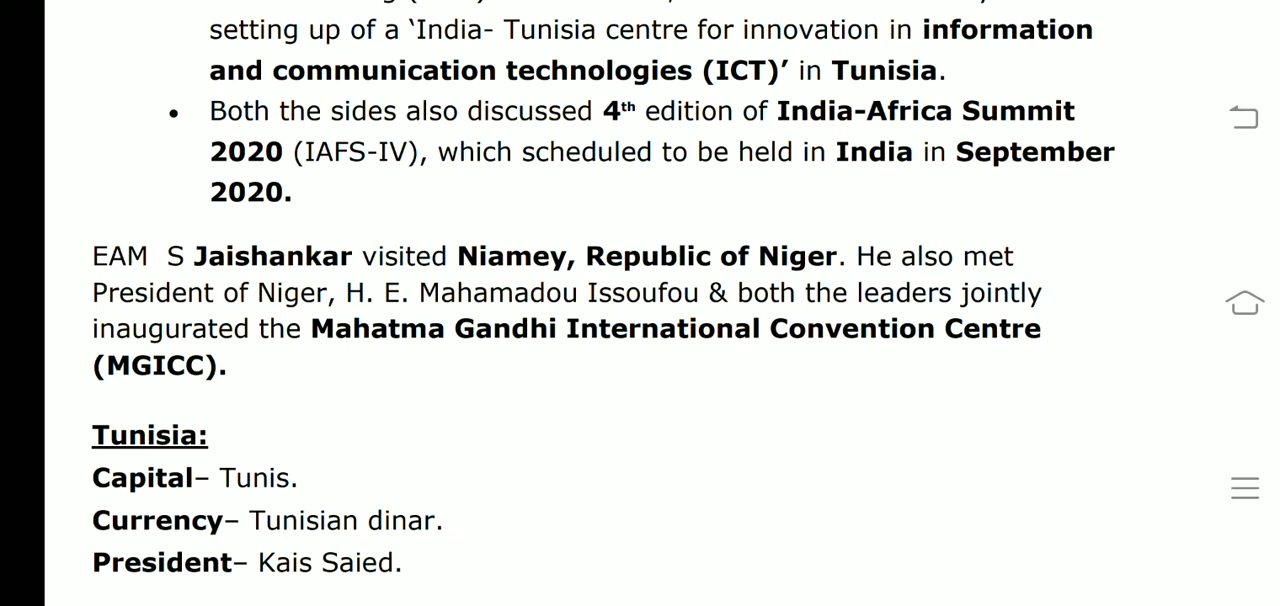 setting up of a ‘India- Tunisia centre for innovation in information
and communication technologies (ICT)’ in Tunisia.
• Both the sides also discussed 4th edition of India-Africa Summit
2020 (IAFS-IV), which scheduled to be held in India in September
2020.
EAM S Jaishankar visited Niamey, Republic of Niger. He also met
President of Niger, H. E. Mahamadou Issoufou & both the leaders jointly
inaugurated the Mahatma Gandhi International Convention Centre
(MGICC).
Tunisia:
Capital– Tunis.
Currency– Tunisian dinar.
President– Kais Saied.